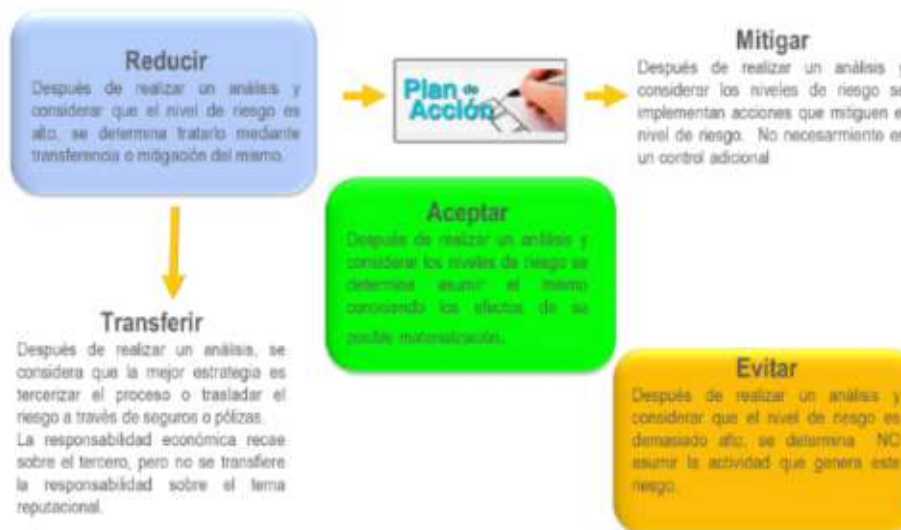 Reducir
Después de realizar un análisis y
considerar que el nivel de riesgo es
alto, se determina tratarlo mediante
transferencia o mitigación del mismo.
Plan de
Acción
Mitigar
Después de realizar un análisis y
considerar los niveles de riesgo se
implementan acciones que mitiguen el
nivel de riesgo. No necesarmiente es
un control adicional
Aceptar
Después de realizar un análisis y
considerar los niveles de riesgo se
determina asumir el mismo
conociendo los efectos de su
posible materialización.
Transferir
Después de realizar un análisis, se
considera que la mejor estrategia es
tercerizar el proceso o trasladar el
riesgo a través de seguros o pólizas.
La responsabilidad económica recae
sobre el tercero, pero no se transfiere
la responsabilidad sobre el tema
reputacional.
Evitar
Después de realizar un análisis y
considerar que el nivel de riesgo es
demasiado alto, se determina NO
asumir la actividad que genera este
riesgo.